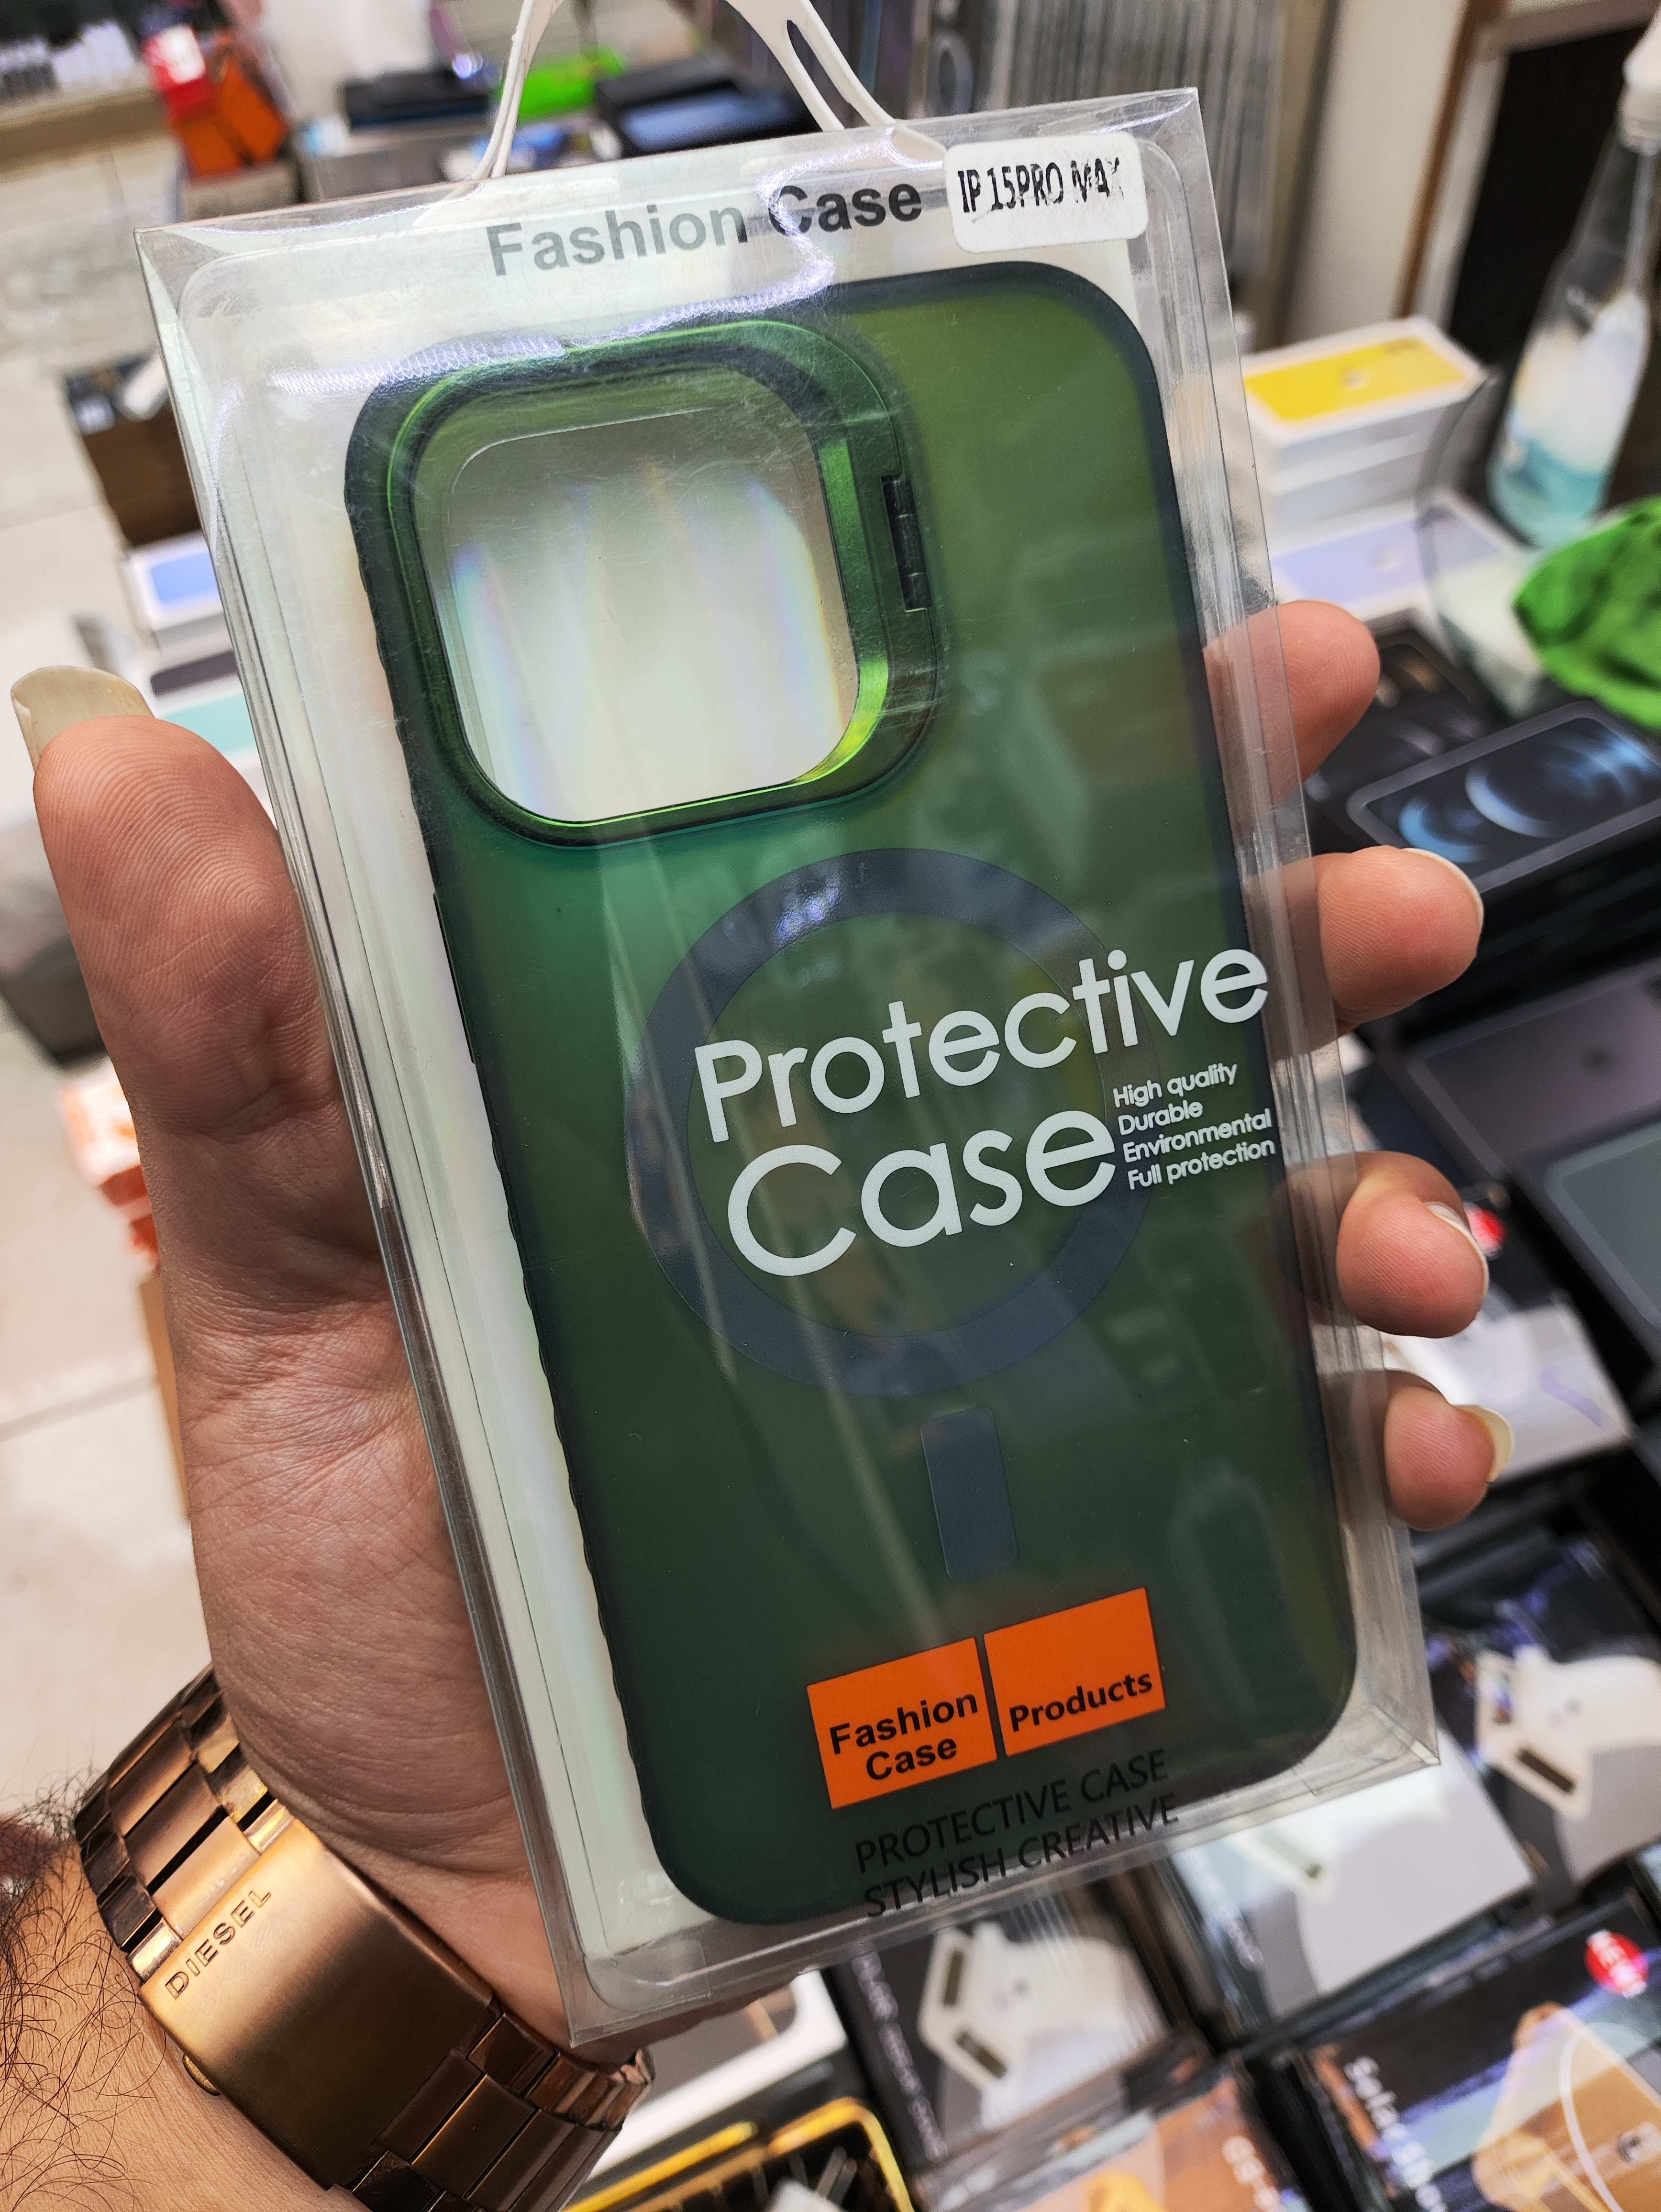 Fashion Case
IP 15PRO MAX
Protective
Case
High quality
Durable
Environmental
Full protection
Fashion
Case
Products
PROTECTIVE CASE
STYLISH CREATIVE
DIESEL